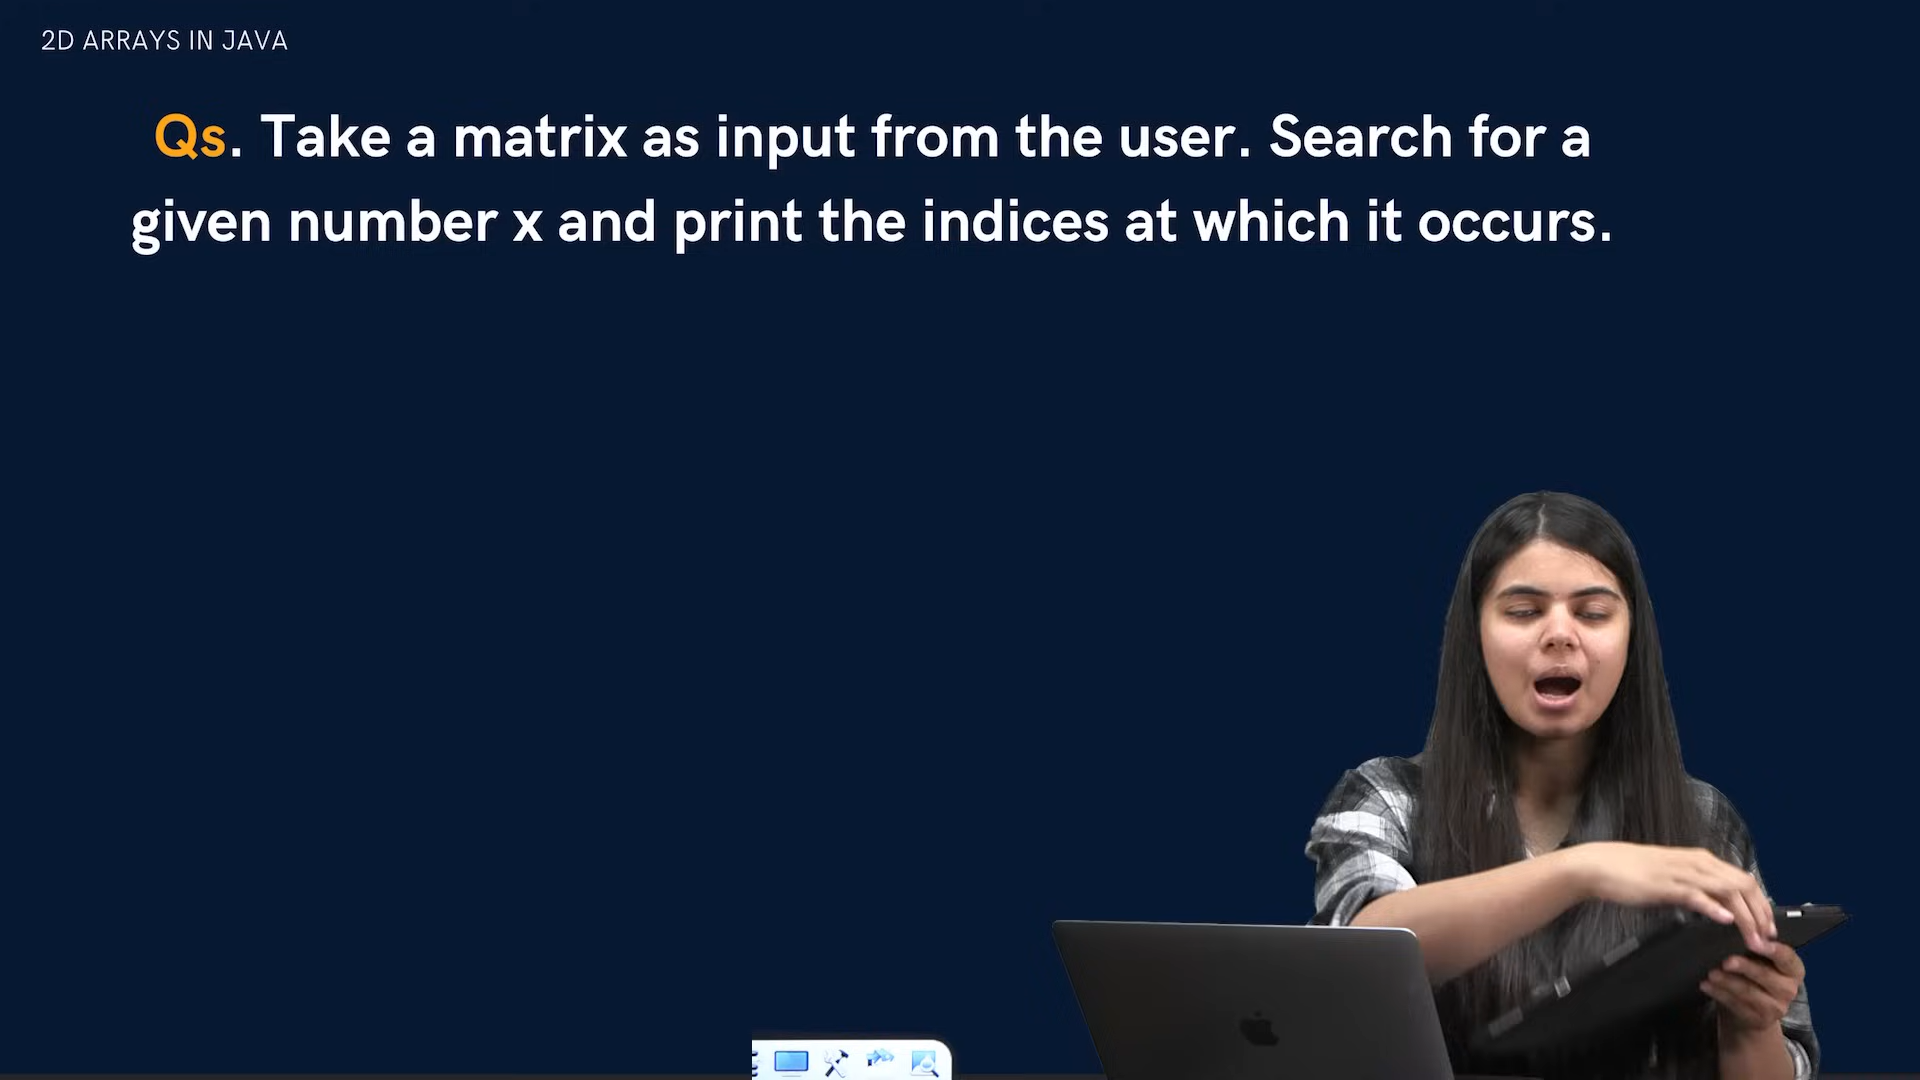 2D ARRAYS IN JAVA
Qs. Take a matrix as input from the user. Search for a
given number x and print the indices at which it occurs.